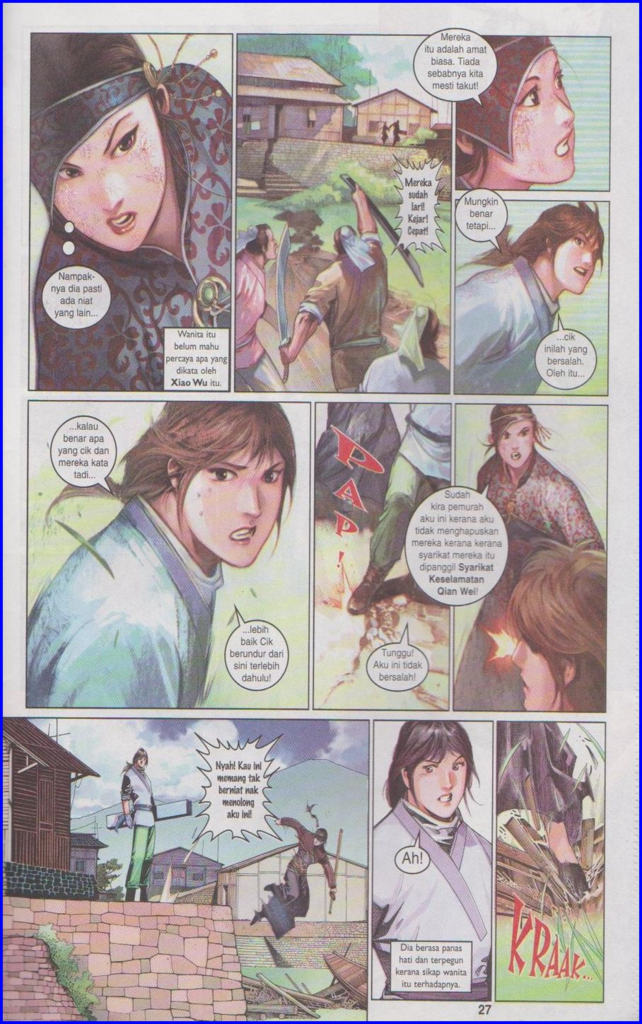 Nampak-
nya dia pasti
ada niat
yang lain...
Wanita itu
belum mahu
percaya apa yang
dikata oleh
Xiao Wu itu.
Mereka
sudah
lari!
Kejar!
Cepat!
Mereka
itu adalah amat
biasa. Tiada
sebabnya kita
mesti takut!
Mungkin
benar
tetapi...
...cik
inilah yang
bersalah.
Oleh itu...
...kalau
benar apa
yang cik dan
mereka kata
tadi...
...lebih
baik Cik
berundur dari
sini terlebih
dahulu!
PAP!
Sudah
kira pemurah
aku ini kerana aku
tidak menghapuskan
mereka kerana kerana
syarikat mereka itu
dipanggil Syarikat
Keselamatan
Qian Wei!
Tunggu!
Aku ini tidak
bersalah!
Nyah! Kau ini
memang tak
berniat nak
menolong
aku ini!
Ah!
Dia berasa panas
hati dan terpegun
kerana sikap wanita
itu terhadapnya.
KRAAK...
27